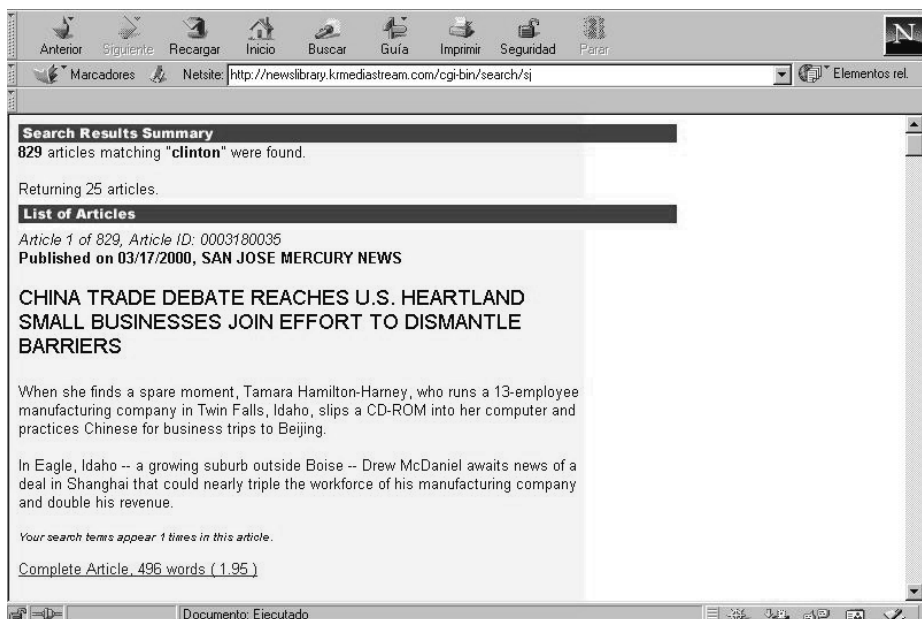 Anterior Siguiente Recargar Inicio Buscar Guía Imprimir Seguridad Parar N
Marcadores Netsite: http://newslibrary.krmediastream.com/cgi-bin/search/sj Elementos rel.
Search Results Summary
829 articles matching "clinton" were found.
Returning 25 articles.
List of Articles
Article 1 of 829, Article ID: 0003180035
Published on 03/17/2000, SAN JOSE MERCURY NEWS
CHINA TRADE DEBATE REACHES U.S. HEARTLAND
SMALL BUSINESSES JOIN EFFORT TO DISMANTLE
BARRIERS
When she finds a spare moment, Tamara Hamilton-Harney, who runs a 13-employee
manufacturing company in Twin Falls, Idaho, slips a CD-ROM into her computer and
practices Chinese for business trips to Beijing.
In Eagle, Idaho -- a growing suburb outside Boise -- Drew McDaniel awaits news of a
deal in Shanghai that could nearly triple the workforce of his manufacturing company
and double his revenue.
Your search terms appear 1 times in this article.
Complete Article, 496 words ( 1.95 )
Documento: Ejecutado